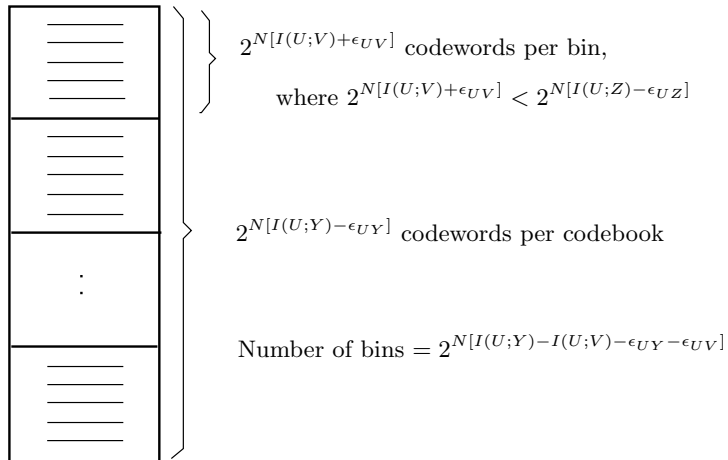 2^{N[I(U;V)+ϵ_{UV}]} codewords per bin,
where 2^{N[I(U;V)+ϵ_{UV}]} < 2^{N[I(U;Z)−ϵ_{UZ}]}
2^{N[I(U;Y)−ϵ_{UY}]} codewords per codebook
:
Number of bins = 2^{N[I(U;Y)−I(U;V)−ϵ_{UY}−ϵ_{UV}]}